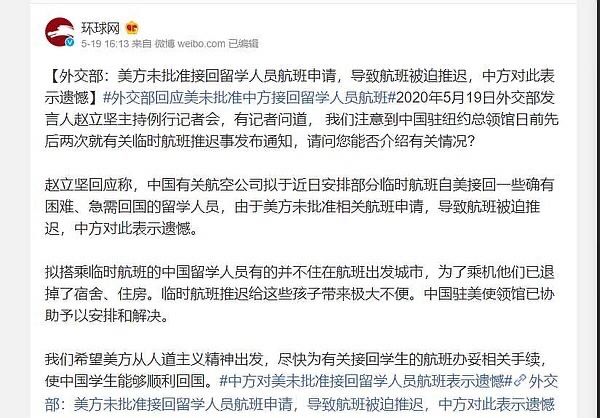 环球网
5-19 16:13 来自 微博 weibo.com 已编辑
【外交部：美方未批准接回留学人员航班申请，导致航班被迫推迟，中方对此表
示遗憾】#外交部回应美未批准中方接回留学人员航班#2020年5月19日外交部发
言人赵立坚主持例行记者会，有记者问道， 我们注意到中国驻纽约总领馆日前先
后两次就有关临时航班推迟事发布通知，请问您能否介绍有关情况？
赵立坚回应称，中国有关航空公司拟于近日安排部分临时航班自美接回一些确有
困难、急需回国的留学人员，由于美方未批准相关航班申请，导致航班被迫推
迟，中方对此表示遗憾。
拟搭乘临时航班的中国留学人员有的并不住在航班出发城市，为了乘机他们已退
掉了宿舍、住房。临时航班推迟给这些孩子带来极大不便。中国驻美使领馆已协
助予以安排和解决。
我们希望美方从人道主义精神出发，尽快为有关接回学生的航班办妥相关手续，
使中国学生能够顺利回国。#中方对美未批准接回留学人员航班表示遗憾#外交
部：美方未批准接回留学人员航班申请，导致航班被迫推迟，中方对此表示遗憾